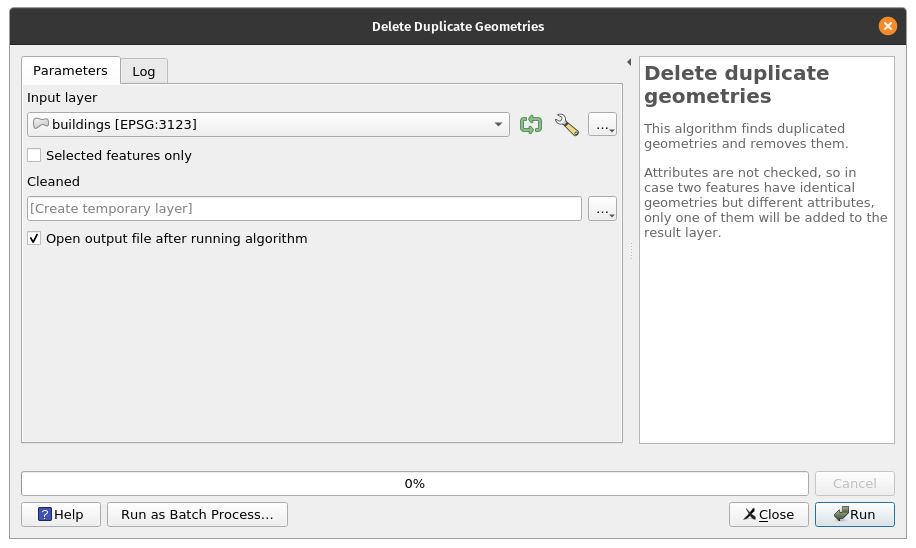 Delete Duplicate Geometries
Parameters
Log
Input layer
buildings [EPSG:3123]
...
Selected features only
Cleaned
[Create temporary layer]
...
Open output file after running algorithm
Delete duplicate
geometries
This algorithm finds duplicated
geometries and removes them.
Attributes are not checked, so in
case two features have identical
geometries but different attributes,
only one of them will be added to the
result layer.
0%
Cancel
? Help
Run as Batch Process...
Close
Run